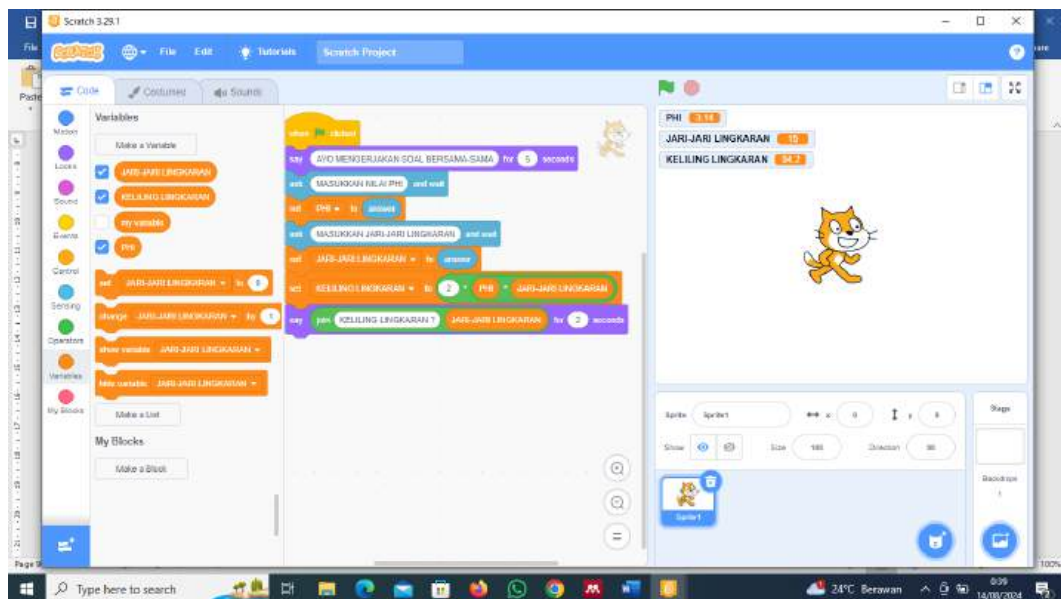 Scratch 3.29.1
File
File Edit Tutorials Scratch Project
Paste
Code Costumes Sounds
Motion
Looks
Sound
Events
Control
Sensing
Operators
Variables
My Blocks
Variables
Make a Variable
JARI-JARI LINGKARAN
KELILING LINGKARAN
my variable
PHI
set JARI-JARI LINGKARAN to 0
change JARI-JARI LINGKARAN by 1
show variable JARI-JARI LINGKARAN
hide variable JARI-JARI LINGKARAN
Make a List
My Blocks
Make a Block
when clicked
say AYO MENGERJAKAN SOAL BERSAMA-SAMA for 5 seconds
ask MASUKKAN NILAI PHI and wait
set PHI to answer
ask MASUKKAN JARI-JARI LINGKARAN and wait
set JARI-JARI LINGKARAN to answer
set KELILING LINGKARAN to 2 * PHI * JARI-JARI LINGKARAN
say join KELILING LINGKARAN ? JARI-JARI LINGKARAN for 2 seconds
PHI 3.14
JARI-JARI LINGKARAN 15
KELILING LINGKARAN 94.2
Sprite Sprite1 x y
Show Size 100 Direction 90
Sprite1
Stage
Backdrops
1
100%
Type here to search
24°C Berawan
0:39
14/08/2024